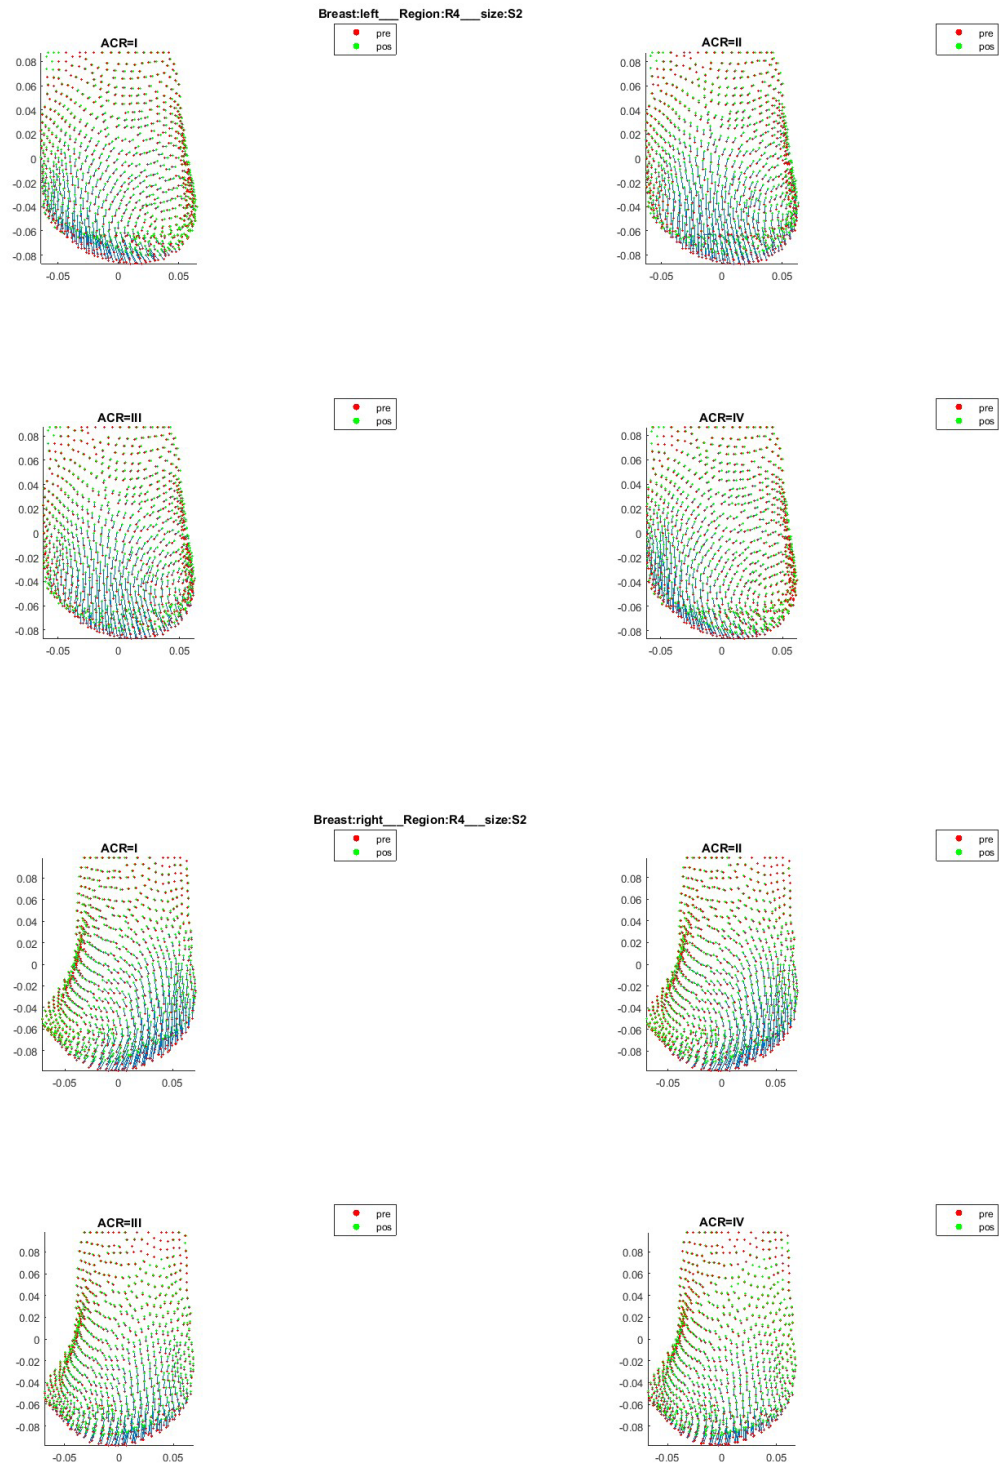 Breast:left___Region:R4___size:S2
ACR=I
pre
pos
0.08
0.06
0.04
0.02
0
-0.02
-0.04
-0.06
-0.08
-0.05 0 0.05
ACR=II
pre
pos
0.08
0.06
0.04
0.02
0
-0.02
-0.04
-0.06
-0.08
-0.05 0 0.05
ACR=III
pre
pos
0.08
0.06
0.04
0.02
0
-0.02
-0.04
-0.06
-0.08
-0.05 0 0.05
ACR=IV
pre
pos
0.08
0.06
0.04
0.02
0
-0.02
-0.04
-0.06
-0.08
-0.05 0 0.05
Breast:right___Region:R4___size:S2
ACR=I
pre
pos
0.08
0.06
0.04
0.02
0
-0.02
-0.04
-0.06
-0.08
-0.05 0 0.05
ACR=II
pre
pos
0.08
0.06
0.04
0.02
0
-0.02
-0.04
-0.06
-0.08
-0.05 0 0.05
ACR=III
pre
pos
0.08
0.06
0.04
0.02
0
-0.02
-0.04
-0.06
-0.08
-0.05 0 0.05
ACR=IV
pre
pos
0.08
0.06
0.04
0.02
0
-0.02
-0.04
-0.06
-0.08
-0.05 0 0.05